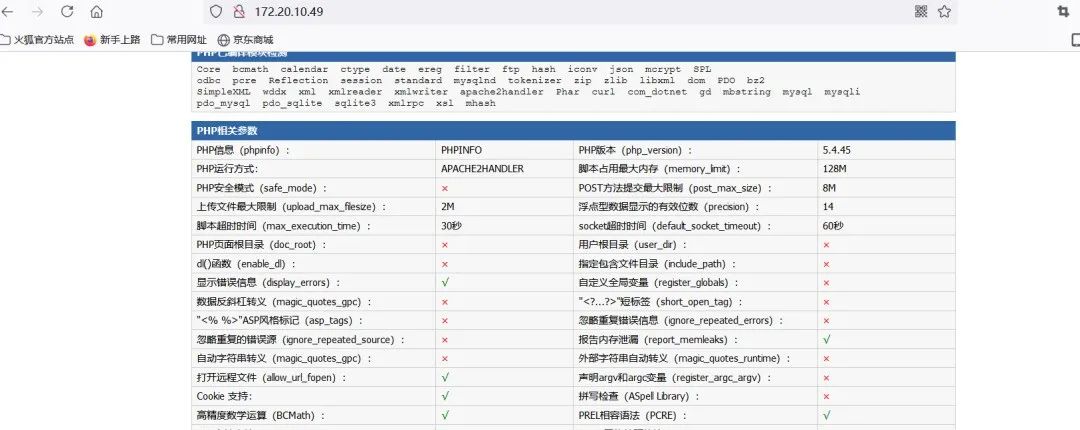 172.20.10.49
火狐官方站点 新手上路 常用网址 京东商城
PHP已编译模块检测
Core bcmath calendar ctype date ereg filter ftp hash iconv json mcrypt SPL
odbc pcre Reflection session standard mysqlnd tokenizer zip zlib libxml dom PDO bz2
SimpleXML wddx xml xmlreader xmlwriter apache2handler Phar curl com_dotnet gd mbstring mysql mysqli
pdo_mysql pdo_sqlite sqlite3 xmlrpc xsl mhash
PHP相关参数
PHP信息（phpinfo）： PHPINFO PHP版本（php_version）： 5.4.45
PHP运行方式： APACHE2HANDLER 脚本占用最大内存（memory_limit）： 128M
PHP安全模式（safe_mode）： × POST方法提交最大限制（post_max_size）： 8M
上传文件最大限制（upload_max_filesize）： 2M 浮点型数据显示的有效位数（precision）： 14
脚本超时时间（max_execution_time）： 30秒 socket超时时间（default_socket_timeout）： 60秒
PHP页面根目录（doc_root）： × 用户根目录（user_dir）： ×
dl()函数（enable_dl）： × 指定包含文件目录（include_path）： ×
显示错误信息（display_errors）： √ 自定义全局变量（register_globals）： ×
数据反斜杠转义（magic_quotes_gpc）： × "<?...?>"短标签（short_open_tag）： ×
"<% %>"ASP风格标记（asp_tags）： × 忽略重复错误信息（ignore_repeated_errors）： ×
忽略重复的错误源（ignore_repeated_source）： × 报告内存泄漏（report_memleaks）： √
自动字符串转义（magic_quotes_gpc）： × 外部字符串自动转义（magic_quotes_runtime）： ×
打开远程文件（allow_url_fopen）： √ 声明argv和argc变量（register_argc_argv）： ×
Cookie 支持： √ 拼写检查（ASpell Library）： ×
高精度数学运算（BCMath）： √ PREL相容语法（PCRE）： √